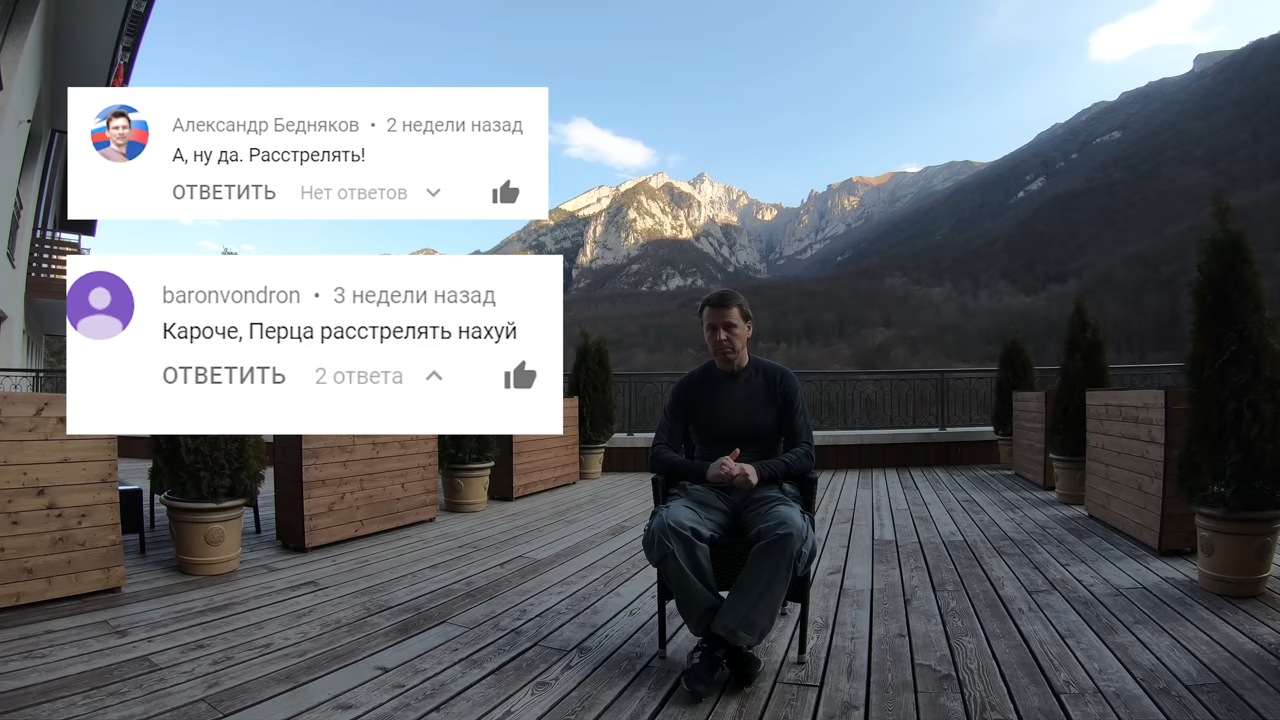 Александр Бедняков • 2 недели назад
А, ну да. Расстрелять!
ОТВЕТИТЬ Нет ответов
baronvondron • 3 недели назад
Кароче, Перца расстрелять нахуй
ОТВЕТИТЬ 2 ответа